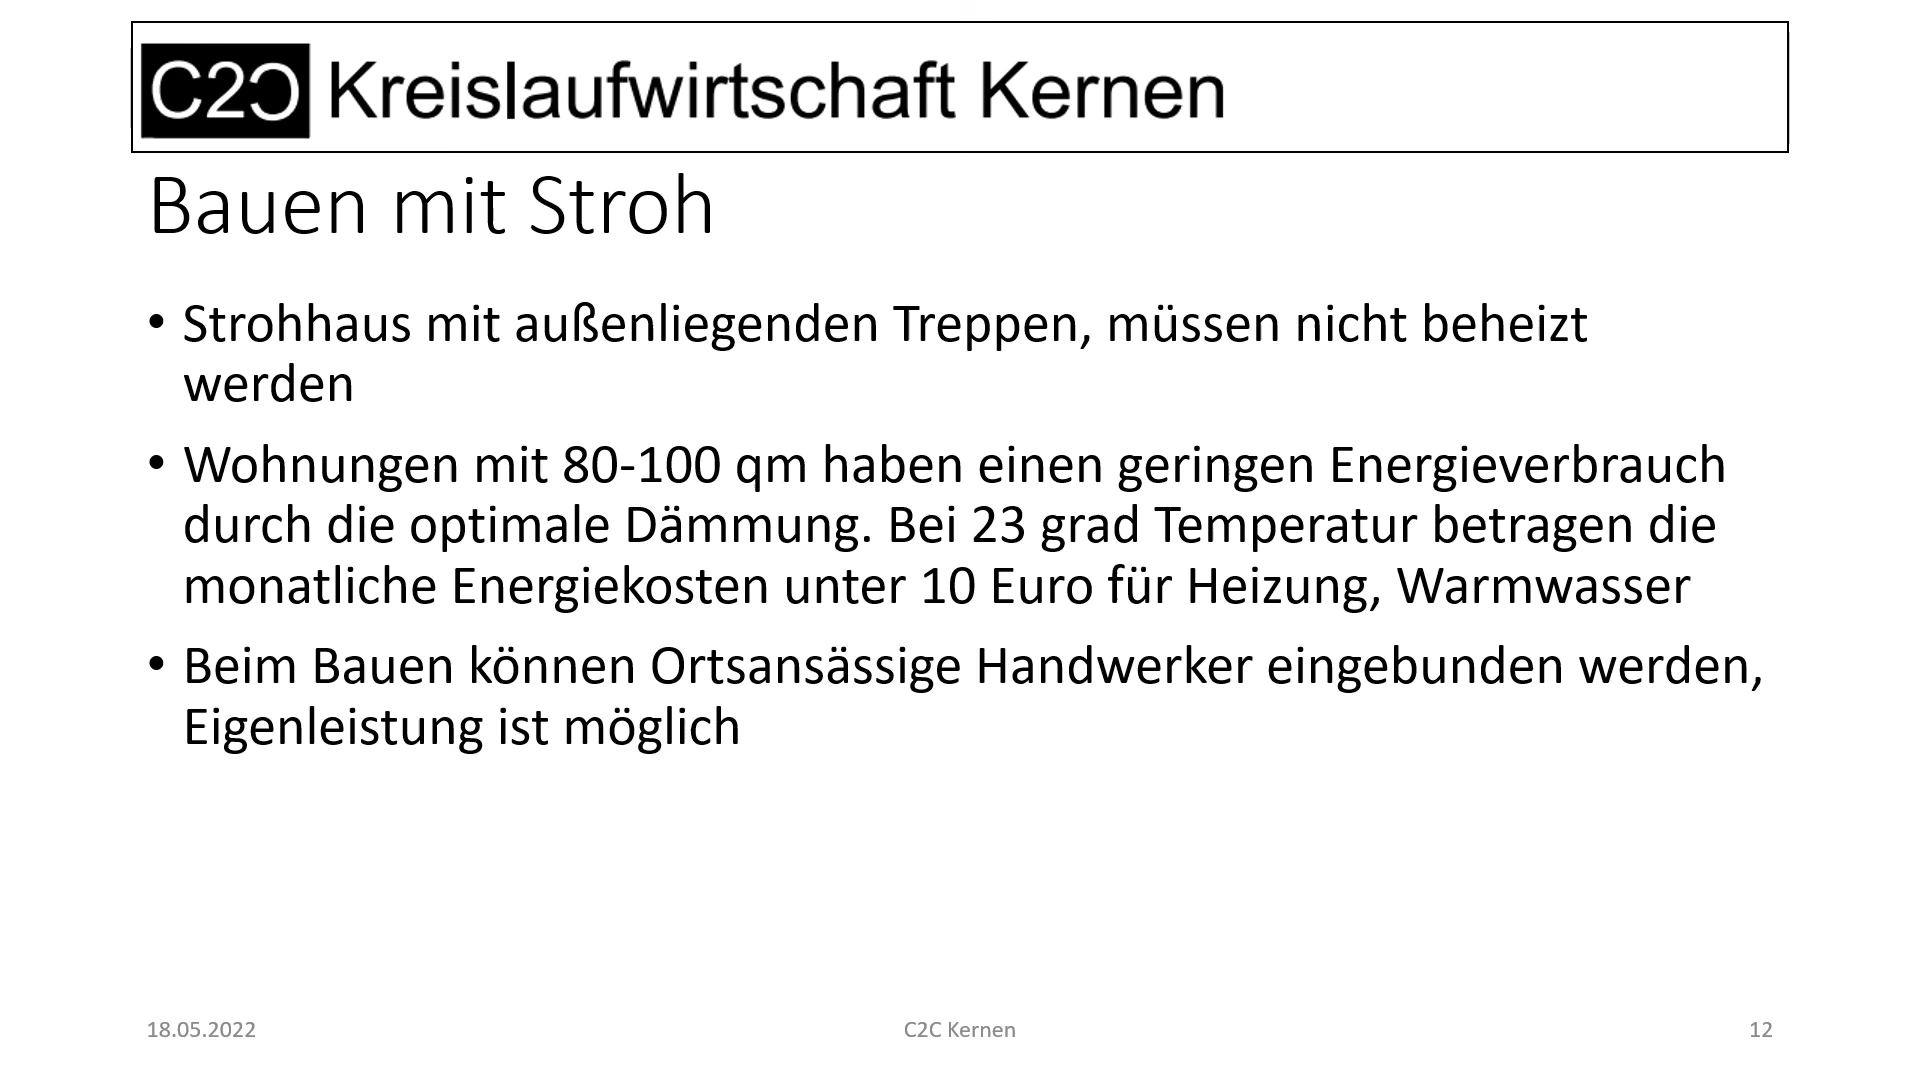 C2C Kreislaufwirtschaft Kernen
Bauen mit Stroh
• Strohhaus mit außenliegenden Treppen, müssen nicht beheizt
werden
• Wohnungen mit 80-100 qm haben einen geringen Energieverbrauch
durch die optimale Dämmung. Bei 23 grad Temperatur betragen die
monatliche Energiekosten unter 10 Euro für Heizung, Warmwasser
• Beim Bauen können Ortsansässige Handwerker eingebunden werden,
Eigenleistung ist möglich
18.05.2022
C2C Kernen
12